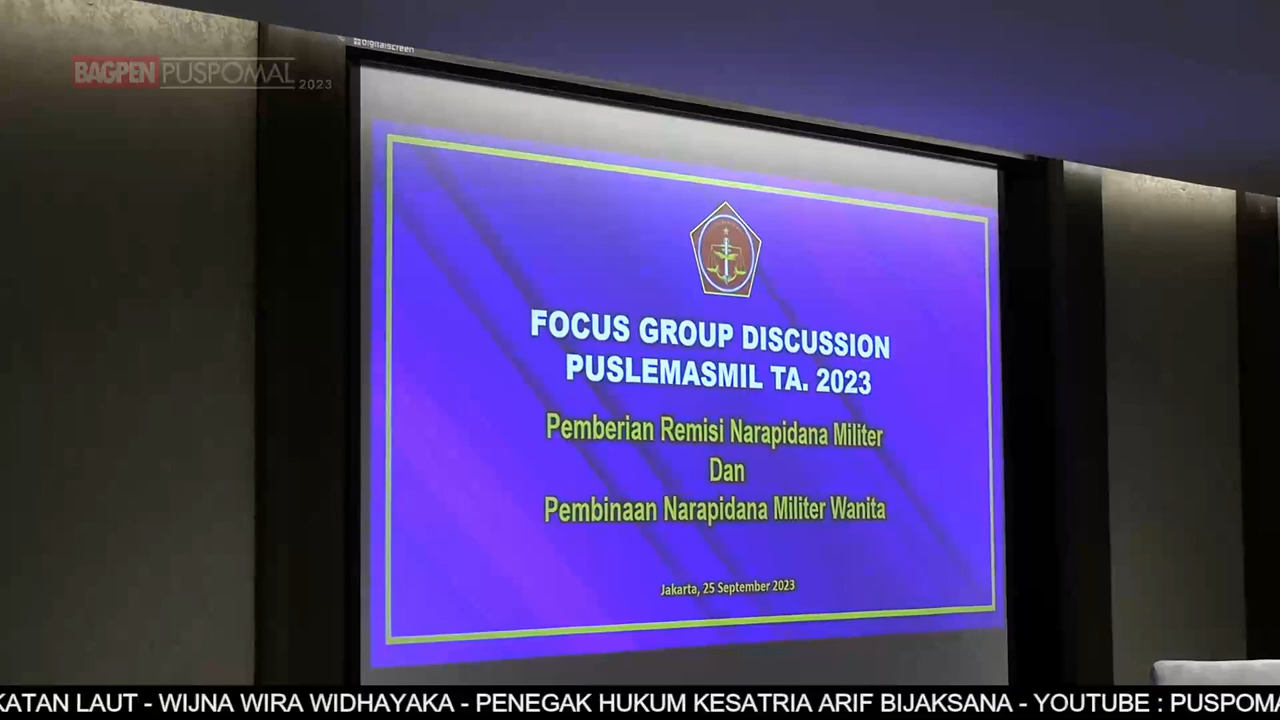 digitalscreen
BAGPEN PUSPOMAL 2023
FOCUS GROUP DISCUSSION
PUSLEMASMIL TA. 2023
Pemberian Remisi Narapidana Militer
Dan
Pembinaan Narapidana Militer Wanita
Jakarta, 25 September 2023
KATAN LAUT - WIJNA WIRA WIDHAYAKA - PENEGAK HUKUM KESATRIA ARIF BIJAKSANA - YOUTUBE : PUSPOMA